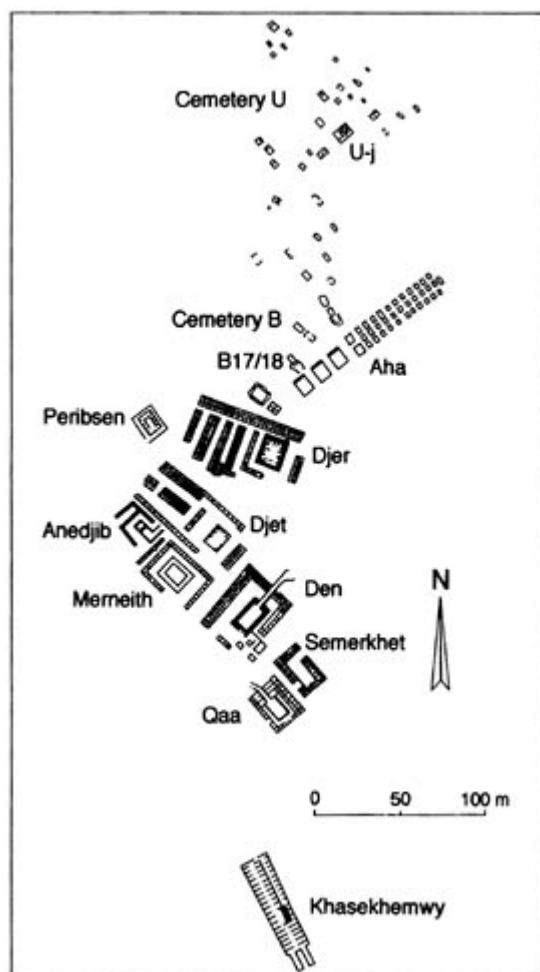 Cemetery U
U-j
Cemetery B
B17/18
Aha
Peribsen
Djer
Djet
Anedjib
Merneith
Den
N
Semerkhet
Qaa
0 50 100 m
Khasekhemwy